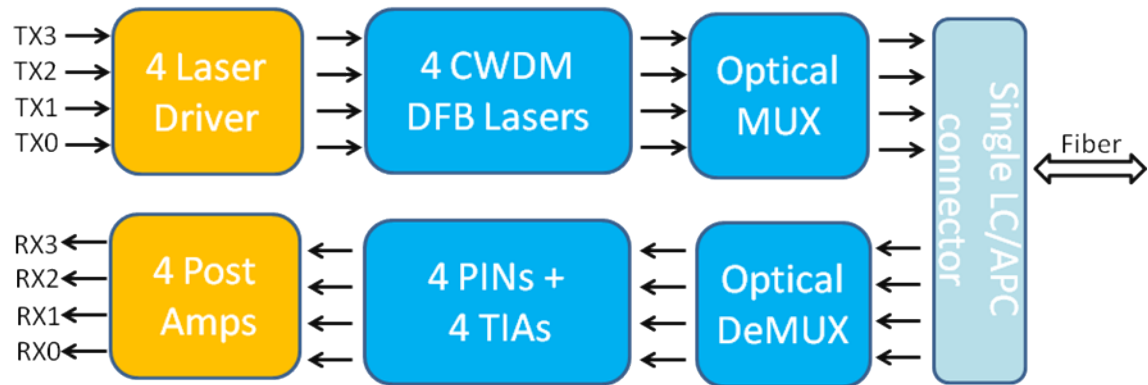 TX3
TX2
TX1
TX0
4 Laser
Driver
4 CWDM
DFB Lasers
Optical
MUX
Single LC/APC
connector
Fiber
RX3
RX2
RX1
RX0
4 Post
Amps
4 PINs +
4 TIAs
Optical
DeMUX